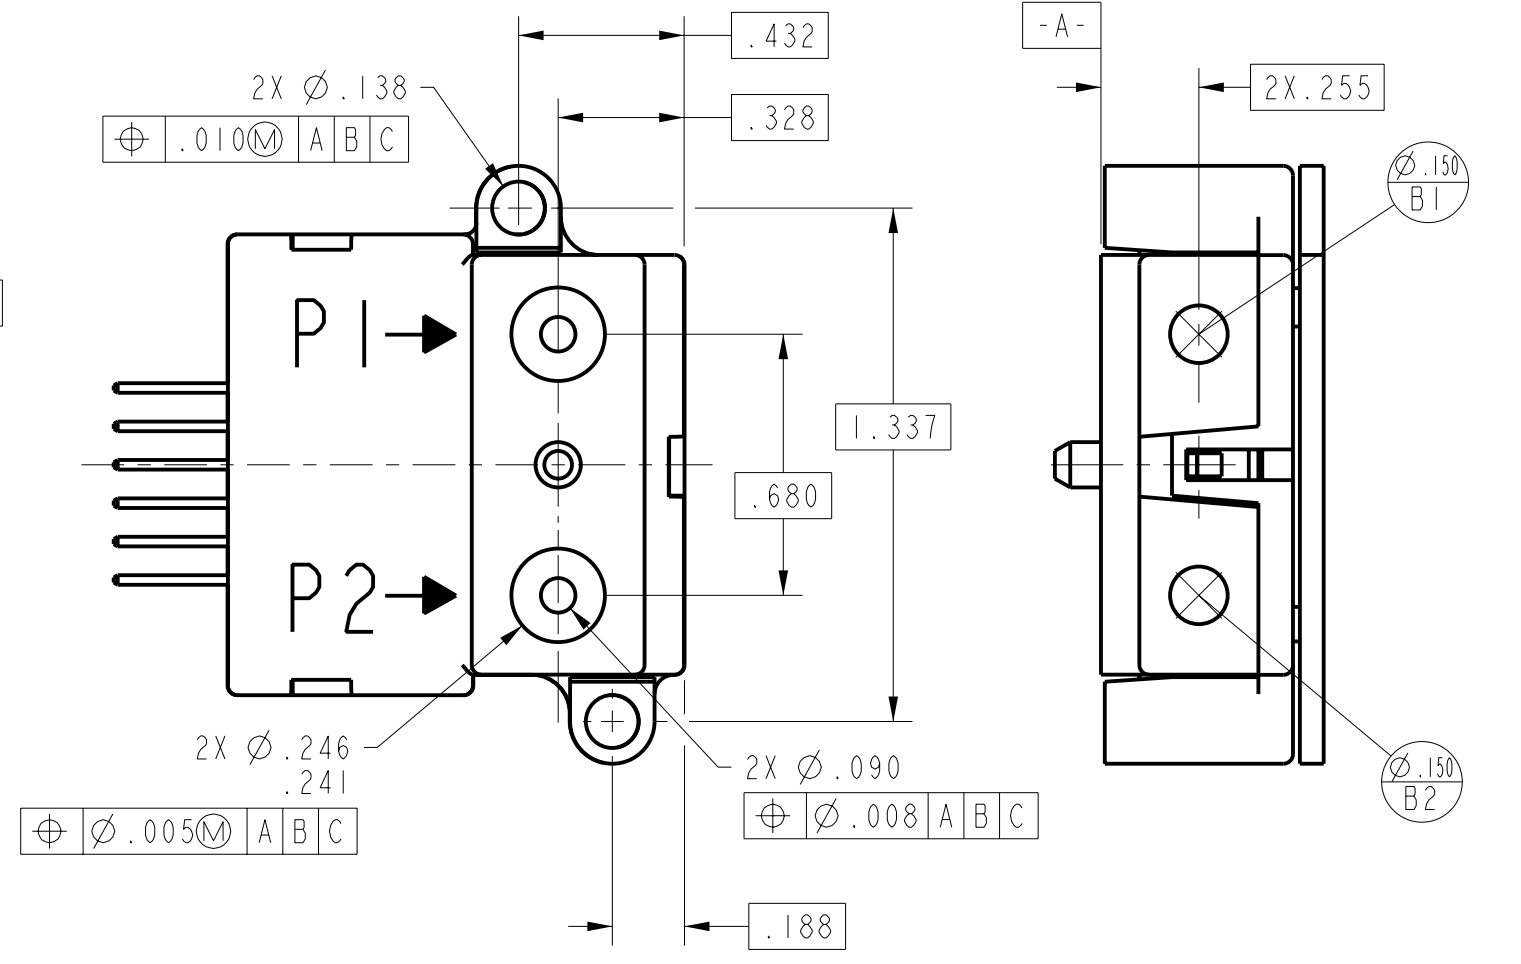 .432
-A-
2X ⌀.138
2X.255
.328
⌖ .010Ⓜ A B C
⌀.150
B1
P1
1.337
.680
P2
2X ⌀.246
.241
2X ⌀.090
⌀.150
B2
⌖ ⌀.005Ⓜ A B C
⌖ ⌀.008 A B C
.188